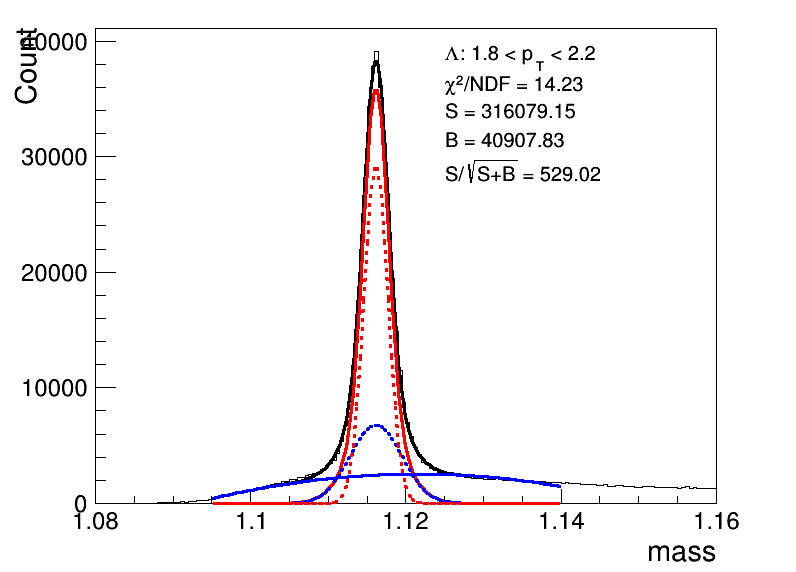 Count
40000
30000
20000
10000
0
1.08
1.1
1.12
1.14
1.16
mass
Λ: 1.8 < pT < 2.2
χ²/NDF = 14.23
S = 316079.15
B = 40907.83
S/√S+B = 529.02